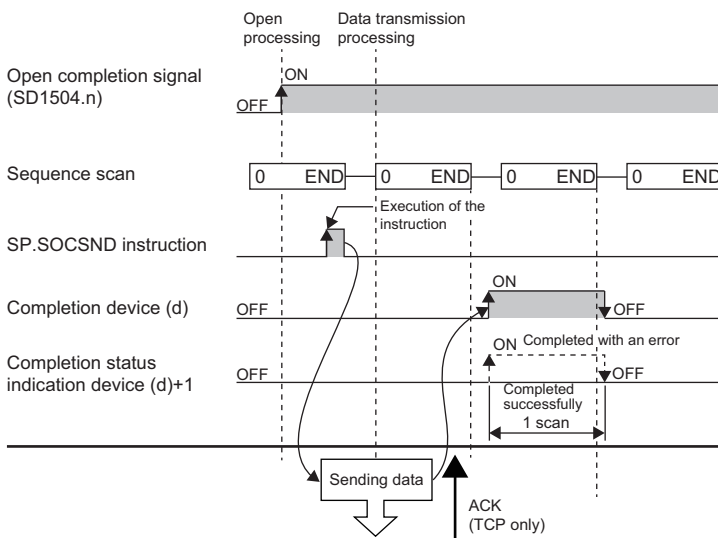 Open
processing
Data transmission
processing
Open completion signal
(SD1504.n)
ON
OFF
Sequence scan
0 END
0 END
0 END
0 END
Execution of the
instruction
SP.SOCSND instruction
ON
Completion device (d)
OFF
OFF
ON
Completed with an error
Completion status
indication device (d)+1
OFF
OFF
Completed
successfully
1 scan
Sending data
ACK
(TCP only)